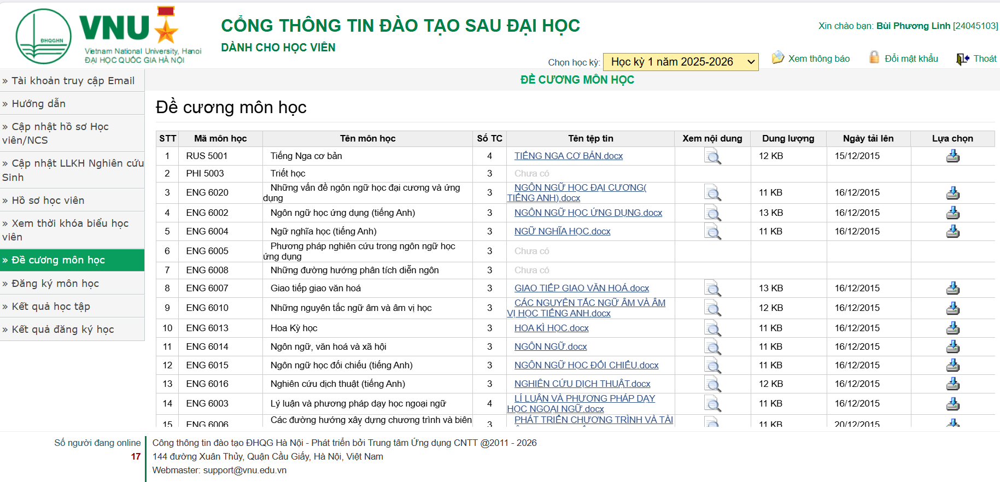 ĐHQGHN
VNU
Vietnam National University, Hanoi
ĐẠI HỌC QUỐC GIA HÀ NỘI
CỔNG THÔNG TIN ĐÀO TẠO SAU ĐẠI HỌC
DÀNH CHO HỌC VIÊN
Xin chào bạn: Bùi Phương Linh [24045103]
Chọn học kỳ: Học kỳ 1 năm 2025-2026 Xem thông báo Đổi mật khẩu Thoát
ĐỀ CƯƠNG MÔN HỌC
» Tài khoản truy cập Email
» Hướng dẫn
» Cập nhật hồ sơ Học
viên/NCS
» Cập nhật LLKH Nghiên cứu
Sinh
» Hồ sơ học viên
» Xem thời khóa biểu học
viên
» Đề cương môn học
» Đăng ký môn học
» Kết quả học tập
» Kết quả đăng ký học
Đề cương môn học
STT Mã môn học Tên môn học Số TC Tên tệp tin Xem nội dung Dung lượng Ngày tải lên Lựa chọn
1 RUS 5001 Tiếng Nga cơ bản 4 TIẾNG NGA CƠ BẢN.docx 12 KB 15/12/2015
2 PHI 5003 Triết học 3 Chưa có
3 ENG 6020 Những vấn đề ngôn ngữ học đại cương và ứng
dụng 3 NGÔN NGỮ HỌC ĐẠI CƯƠNG(
TIẾNG ANH).docx 11 KB 16/12/2015
4 ENG 6002 Ngôn ngữ học ứng dụng (tiếng Anh) 3 NGÔN NGỮ HỌC ỨNG DỤNG.docx 13 KB 16/12/2015
5 ENG 6004 Ngữ nghĩa học (tiếng Anh) 3 NGỮ NGHĨA HỌC.docx 11 KB 16/12/2015
6 ENG 6005 Phương pháp nghiên cứu trong ngôn ngữ học
ứng dụng 3 Chưa có
7 ENG 6008 Những đường hướng phân tích diễn ngôn 3 Chưa có
8 ENG 6007 Giao tiếp giao văn hoá 3 GIAO TIẾP GIAO VĂN HOÁ.docx 13 KB 16/12/2015
9 ENG 6010 Những nguyên tắc ngữ âm và âm vị học 3 CÁC NGUYÊN TẮC NGỮ ÂM VÀ ÂM
VỊ HỌC TIẾNG ANH.docx 12 KB 16/12/2015
10 ENG 6013 Hoa Kỳ học 3 HOA KÌ HỌC.docx 11 KB 16/12/2015
11 ENG 6014 Ngôn ngữ, văn hoá và xã hội 3 NGÔN NGỮ.docx 11 KB 16/12/2015
12 ENG 6015 Ngôn ngữ học đối chiếu (tiếng Anh) 3 NGÔN NGỮ HỌC ĐỐI CHIẾU.docx 11 KB 16/12/2015
13 ENG 6016 Nghiên cứu dịch thuật (tiếng Anh) 3 NGHIÊN CỨU DỊCH THUẬT.docx 12 KB 16/12/2015
14 ENG 6003 Lý luận và phương pháp dạy học ngoại ngữ 4 LÍ LUẬN VÀ PHƯƠNG PHÁP DẠY
HỌC NGOẠI NGỮ.docx 11 KB 16/12/2015
15 ENG 6006 Các đường hướng xây dựng chương trình và biên 3 PHÁT TRIỂN CHƯƠNG TRÌNH VÀ TÀI 11 KB 20/12/2015
Số người đang online
17
Cổng thông tin đào tạo ĐHQG Hà Nội - Phát triển bởi Trung tâm Ứng dụng CNTT @2011 - 2026
144 đường Xuân Thủy, Quận Cầu Giấy, Hà Nội, Việt Nam
Webmaster: support@vnu.edu.vn